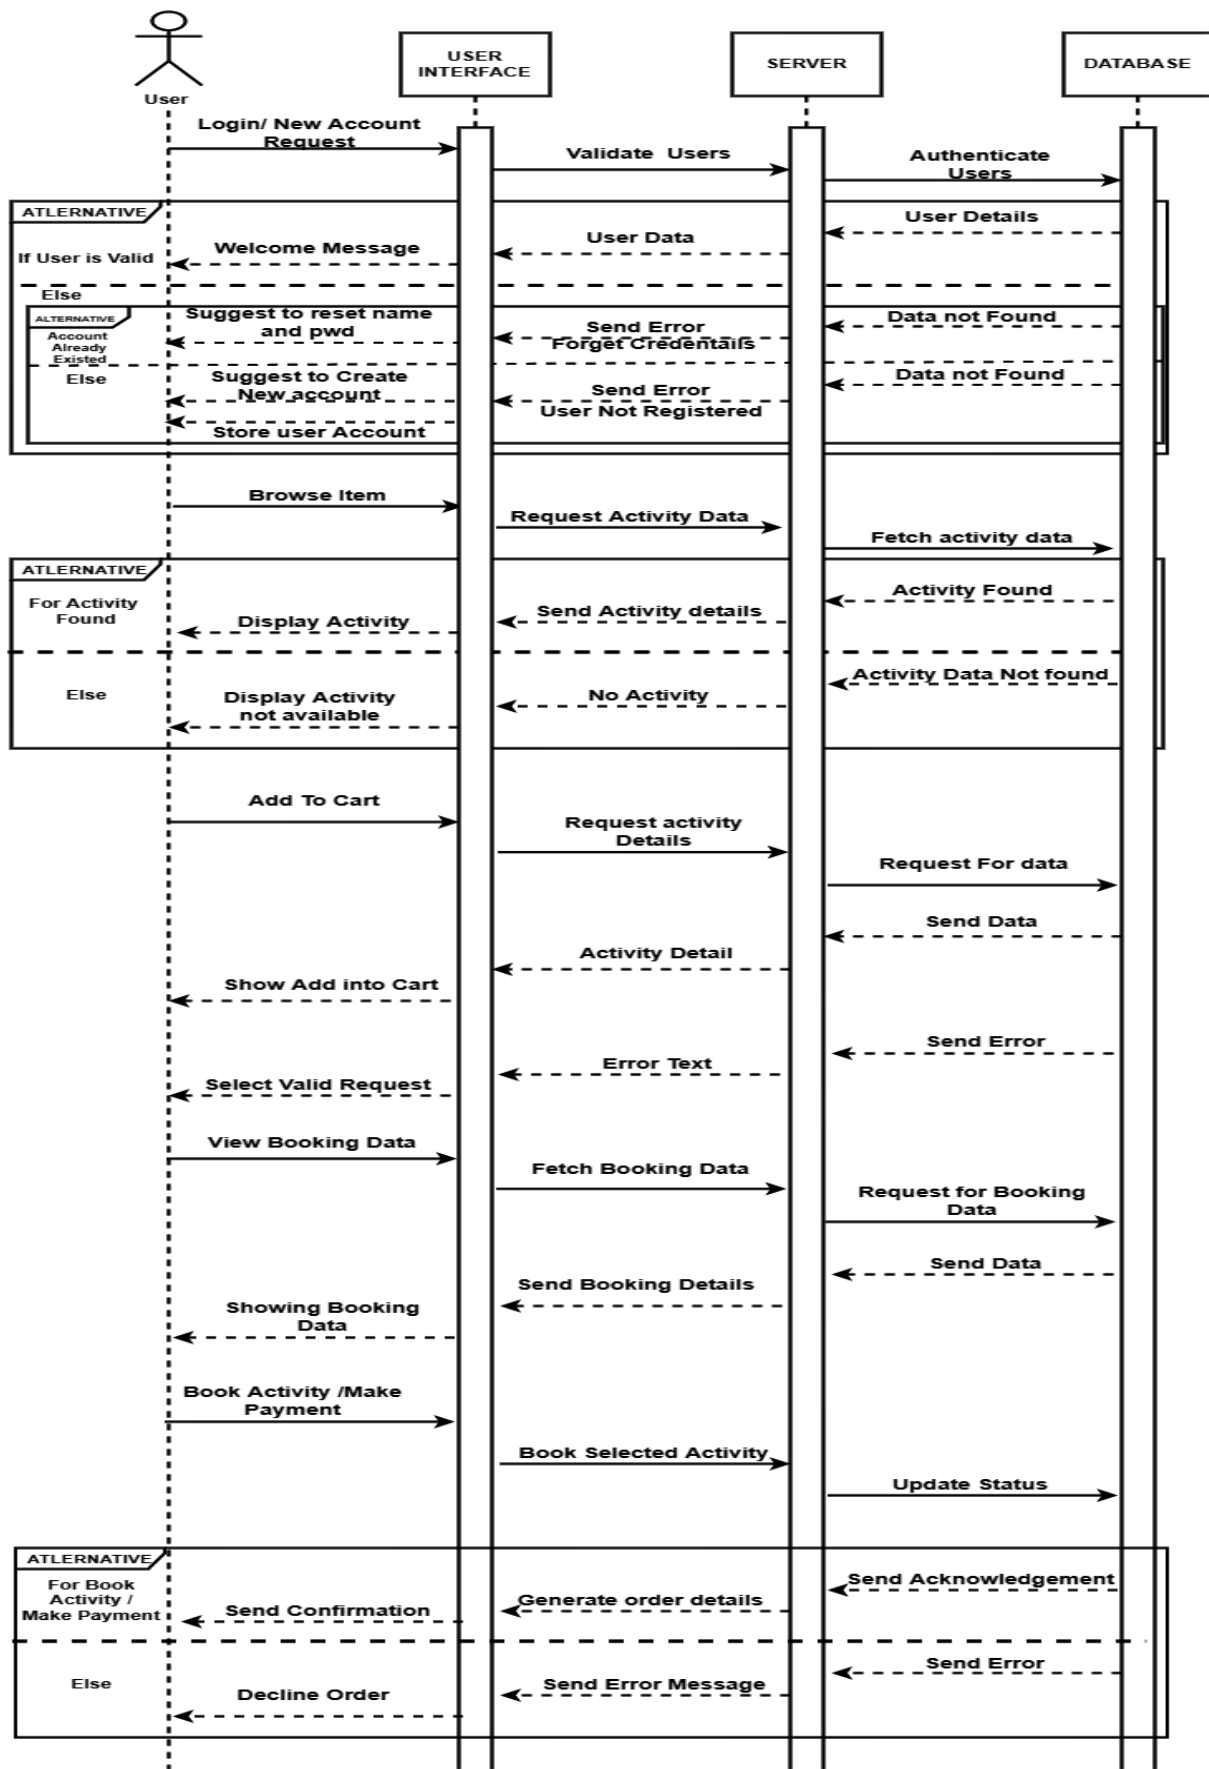 User
USER
INTERFACE
SERVER
DATABASE
Login/ New Account
Request
Validate Users
Authenticate
Users
ATLERNATIVE
User Details
User Data
Welcome Message
If User is Valid
Else
ALTERNATIVE
Suggest to reset name
and pwd
Data not Found
Send Error
Forget Credentails
Account
Already
Existed
Else
Suggest to Create
New account
Data not Found
Send Error
User Not Registered
Store user Account
Browse Item
Request Activity Data
Fetch activity data
ATLERNATIVE
For Activity
Found
Activity Found
Send Activity details
Display Activity
Else
Activity Data Not found
No Activity
Display Activity
not available
Add To Cart
Request activity
Details
Request For data
Send Data
Activity Detail
Show Add into Cart
Send Error
Error Text
Select Valid Request
View Booking Data
Fetch Booking Data
Request for Booking
Data
Send Data
Send Booking Details
Showing Booking
Data
Book Activity /Make
Payment
Book Selected Activity
Update Status
ATLERNATIVE
For Book
Activity /
Make Payment
Send Acknowledgement
Generate order details
Send Confirmation
Else
Send Error
Send Error Message
Decline Order